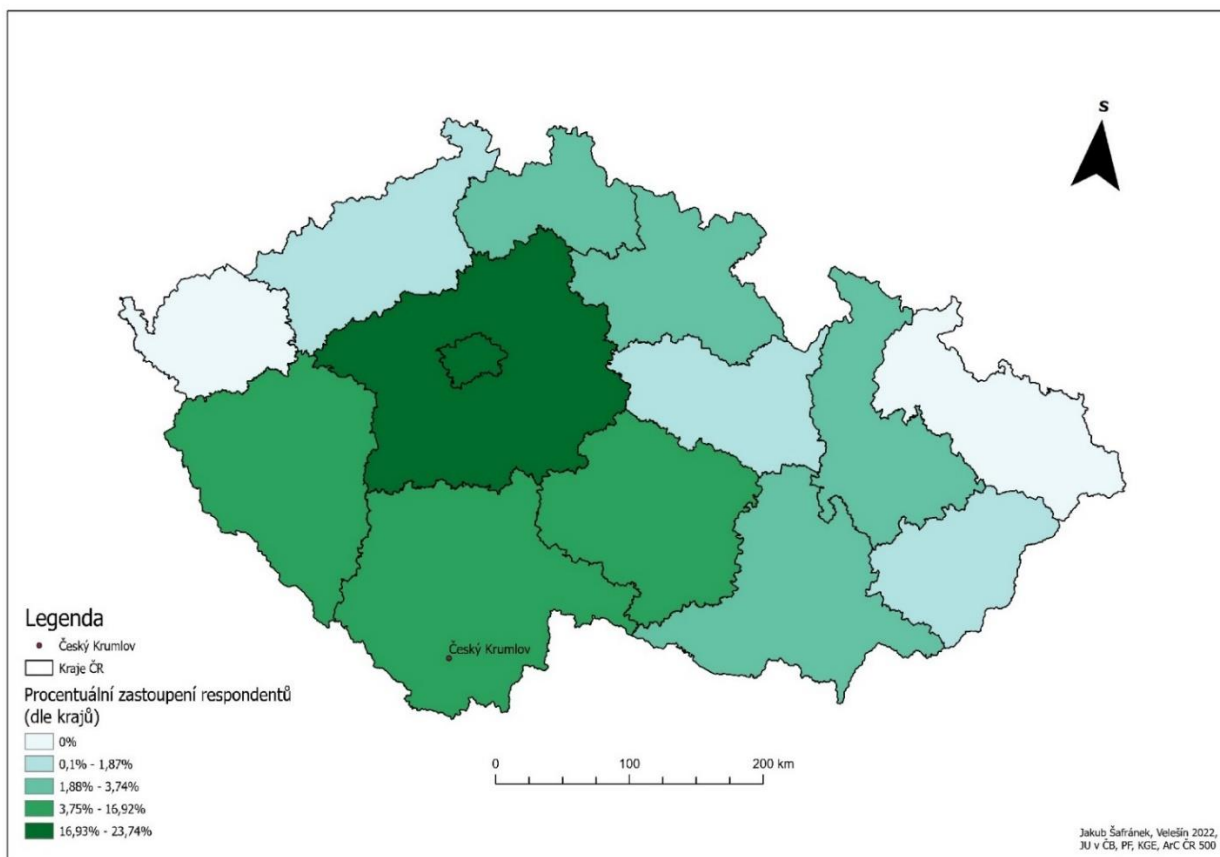 S
Český Krumlov
Legenda
Český Krumlov
Kraje ČR
Procentuální zastoupení respondentů
(dle krajů)
0%
0,1% - 1,87%
1,88% - 3,74%
3,75% - 16,92%
16,93% - 23,74%
0 100 200 km
Jakub Šafránek, Velešín 2022,
JU v ČB, PF, KGE, ArC ČR 500